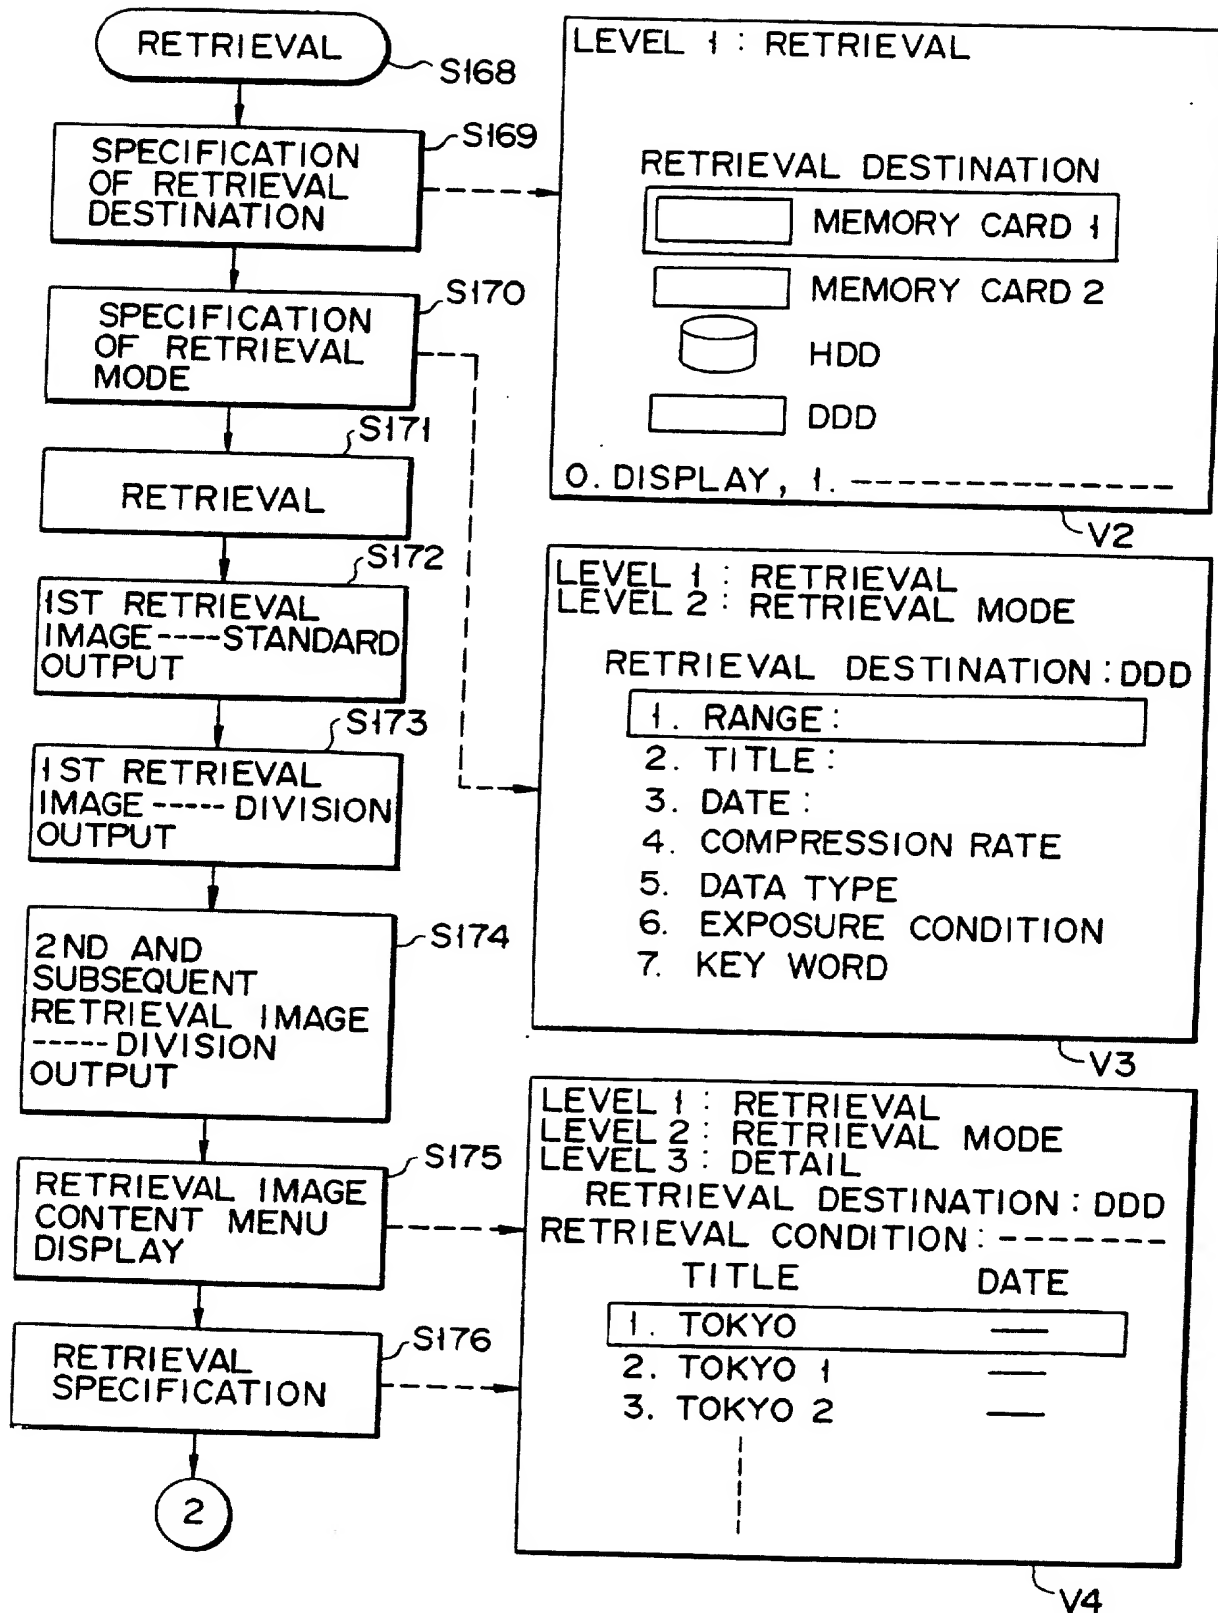 RETRIEVAL
S168
SPECIFICATION
OF RETRIEVAL
DESTINATION
S169
SPECIFICATION
OF RETRIEVAL
MODE
S170
RETRIEVAL
S171
1ST RETRIEVAL
IMAGE----STANDARD
OUTPUT
S172
1ST RETRIEVAL
IMAGE-----DIVISION
OUTPUT
S173
2ND AND
SUBSEQUENT
RETRIEVAL IMAGE
-----DIVISION
OUTPUT
S174
RETRIEVAL IMAGE
CONTENT MENU
DISPLAY
S175
RETRIEVAL
SPECIFICATION
S176
2
LEVEL 1 : RETRIEVAL
RETRIEVAL DESTINATION
MEMORY CARD 1
MEMORY CARD 2
HDD
DDD
0. DISPLAY, 1. --------------
V2
LEVEL 1 : RETRIEVAL
LEVEL 2 : RETRIEVAL MODE
RETRIEVAL DESTINATION : DDD
1. RANGE :
2. TITLE :
3. DATE :
4. COMPRESSION RATE
5. DATA TYPE
6. EXPOSURE CONDITION
7. KEY WORD
V3
LEVEL 1 : RETRIEVAL
LEVEL 2 : RETRIEVAL MODE
LEVEL 3 : DETAIL
RETRIEVAL DESTINATION : DDD
RETRIEVAL CONDITION : -------
TITLE DATE
1. TOKYO —
2. TOKYO 1 —
3. TOKYO 2 —
V4